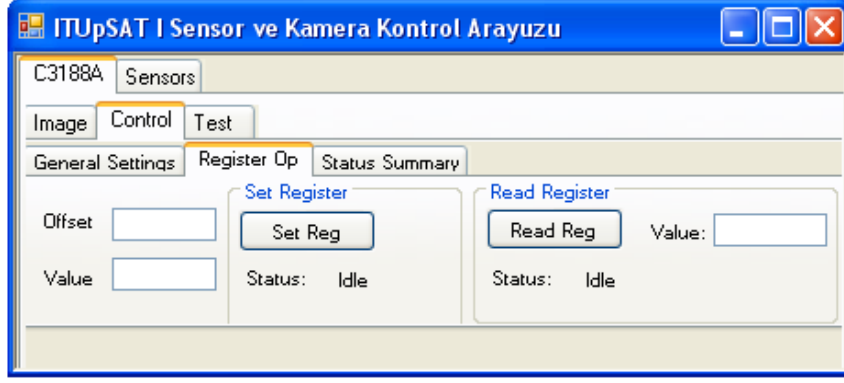 ITUpSAT I Sensor ve Kamera Kontrol Arayuzu
C3188A Sensors
Image Control Test
General Settings Register Op Status Summary
Set Register Read Register
Offset Set Reg Read Reg Value:
Value Status: Idle Status: Idle